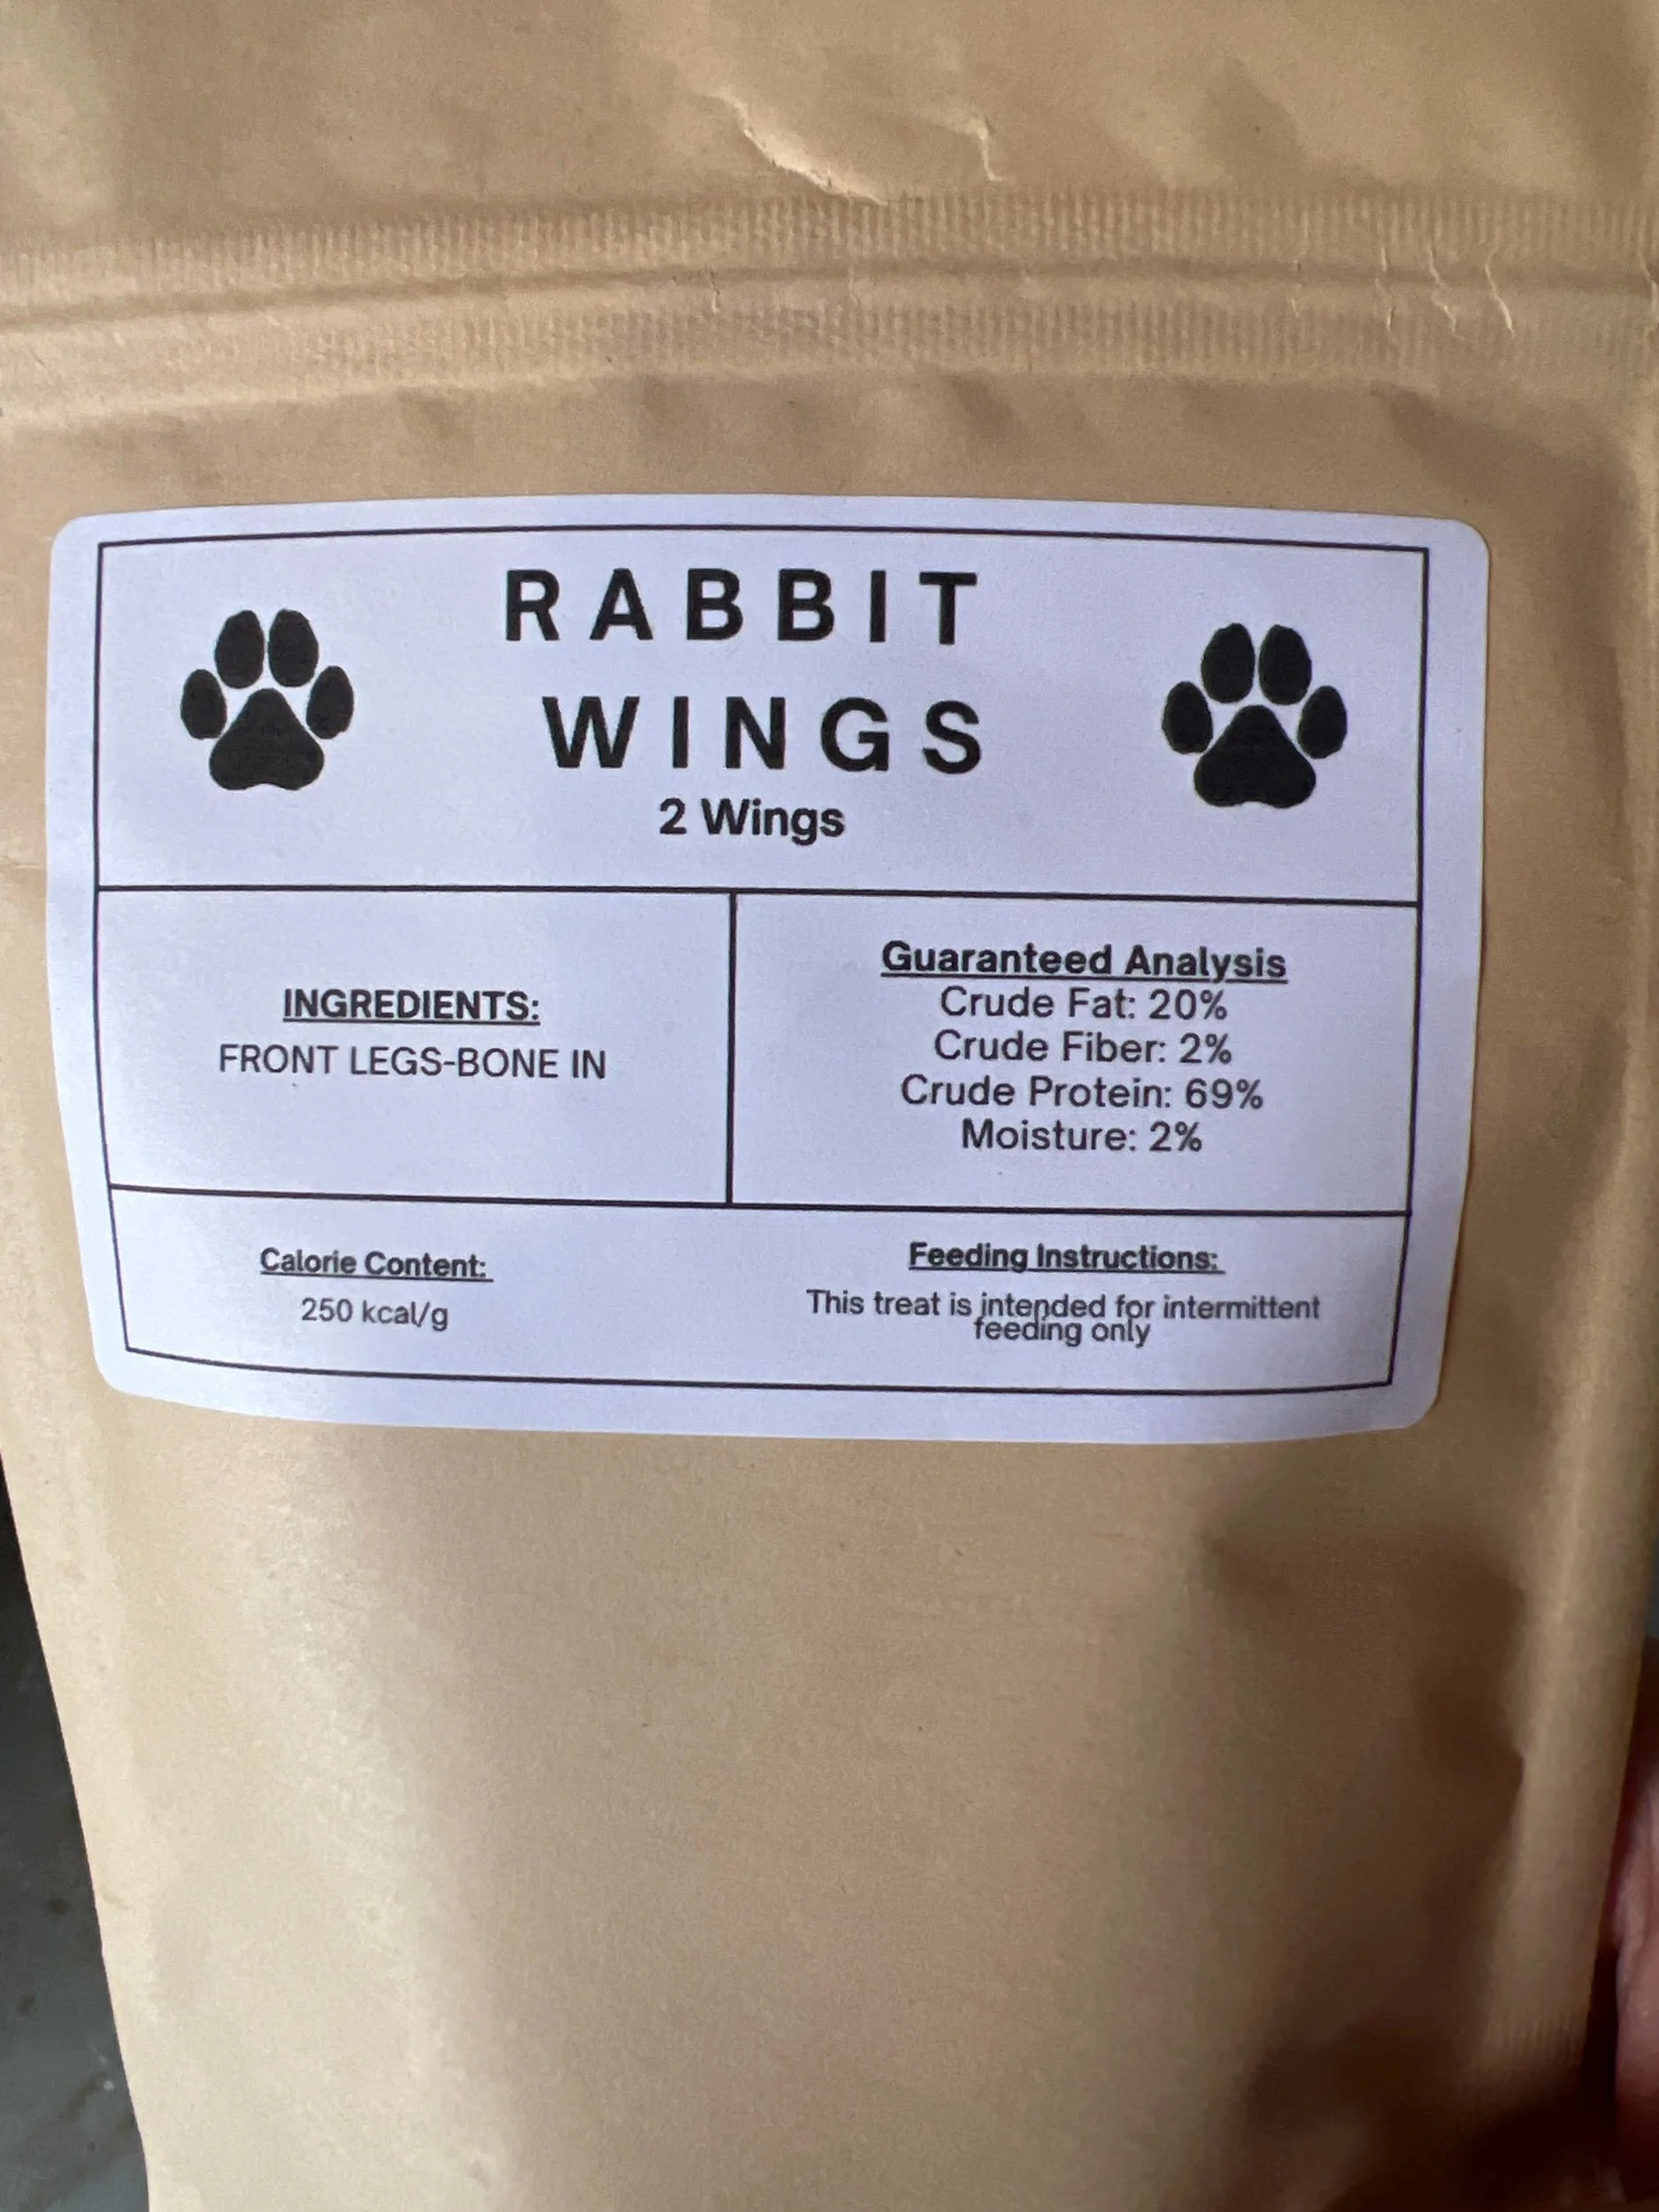 RABBIT
WINGS
2 Wings
INGREDIENTS:
FRONT LEGS-BONE IN
Guaranteed Analysis
Crude Fat: 20%
Crude Fiber: 2%
Crude Protein: 69%
Moisture: 2%
Calorie Content:
250 kcal/g
Feeding Instructions:
This treat is intended for intermittent
feeding only